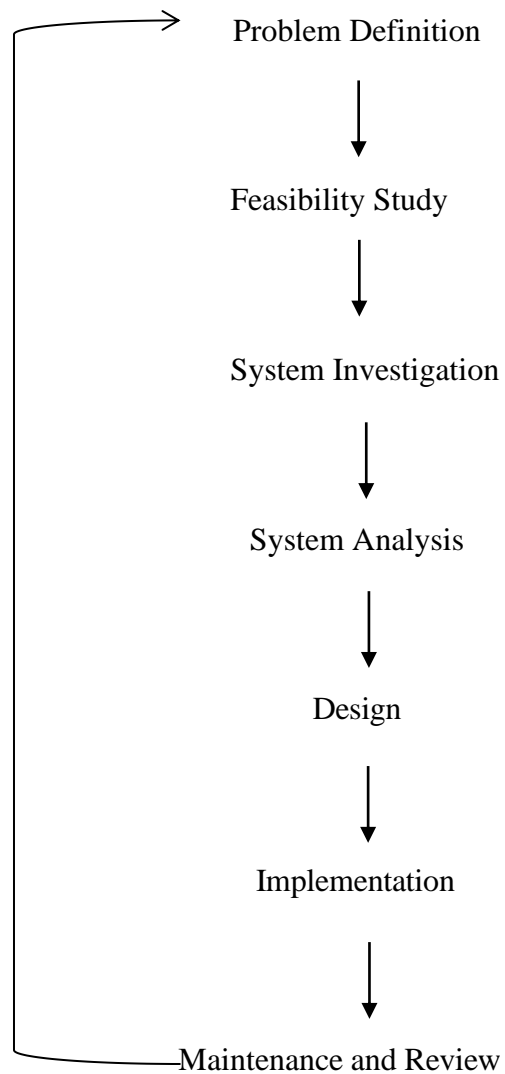 Problem Definition
Feasibility Study
System Investigation
System Analysis
Design
Implementation
Maintenance and Review